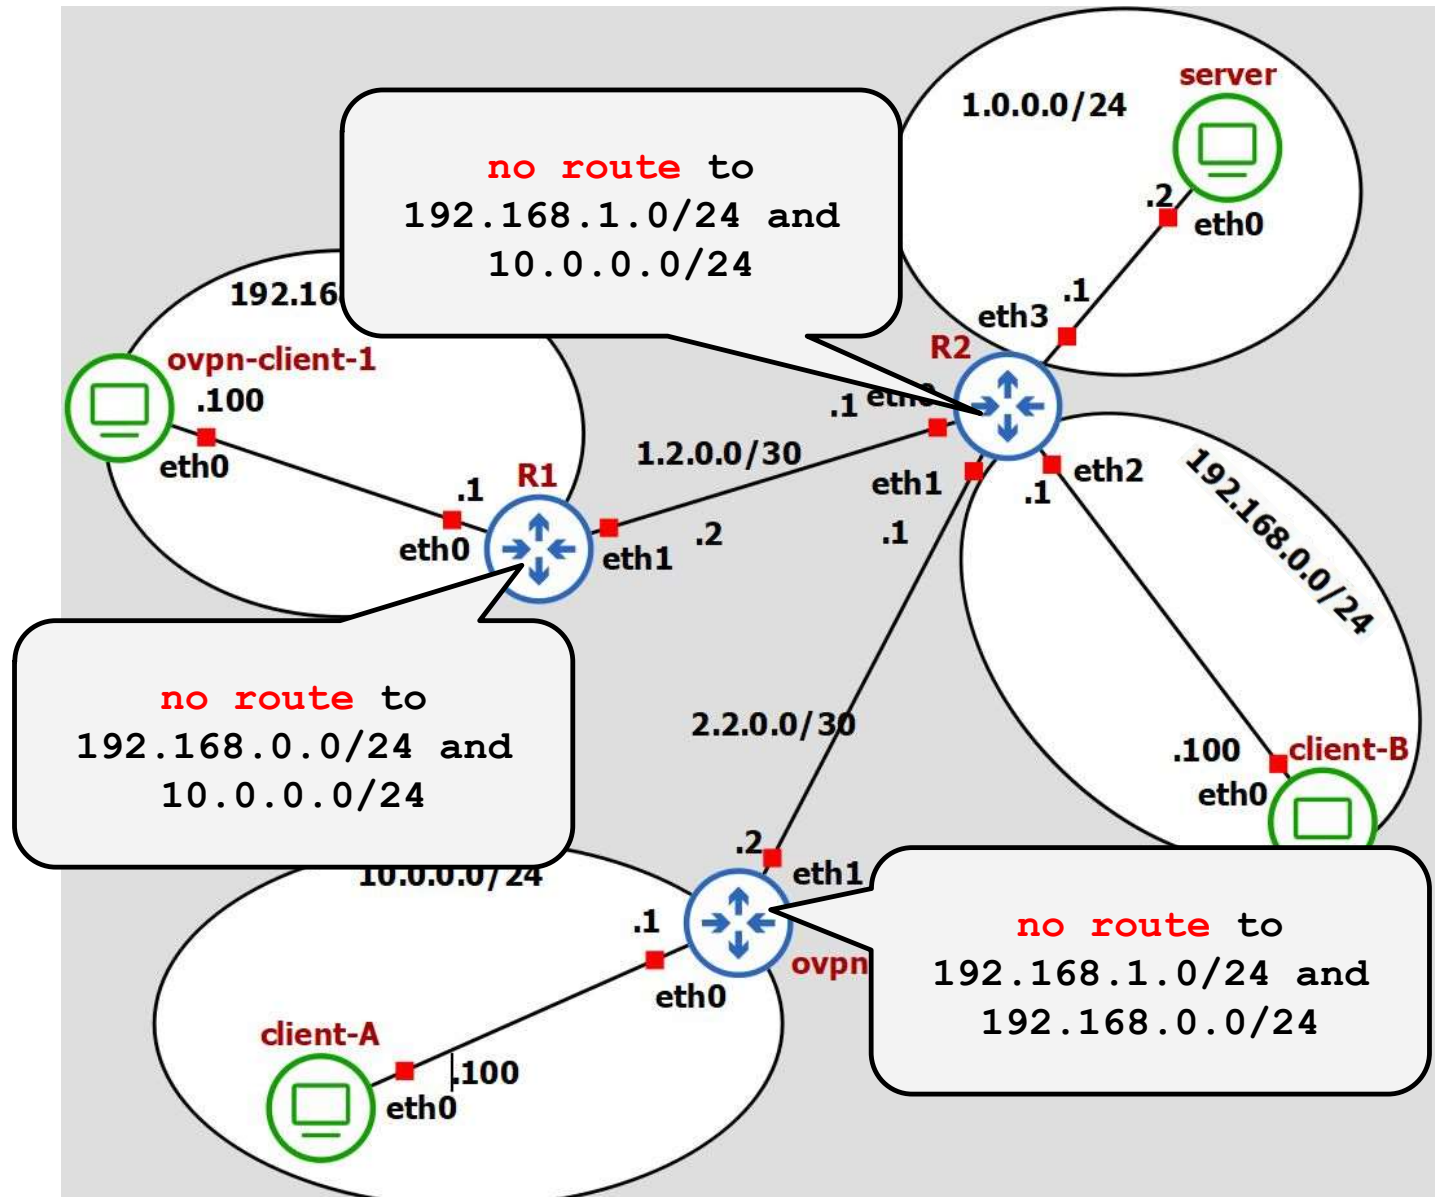 server
1.0.0.0/24
no route to
192.168.1.0/24 and
10.0.0.0/24
.2
eth0
192.16
.1
eth3
R2
ovpn-client-1
.100
eth0
.1
eth0
1.2.0.0/30
R1
.1
eth0
.2
eth1
eth1
.1
.1
eth2
192.168.0.0/24
no route to
192.168.0.0/24 and
10.0.0.0/24
2.2.0.0/30
.100
client-B
eth0
.2
eth1
10.0.0.0/24
.1
eth0
ovpn
no route to
192.168.1.0/24 and
192.168.0.0/24
client-A
.100
eth0